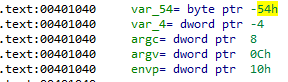 .text:00401040 var_54= byte ptr -54h
.text:00401040 var_4= dword ptr -4
.text:00401040 argc= dword ptr 8
.text:00401040 argv= dword ptr 0Ch
.text:00401040 envp= dword ptr 10h